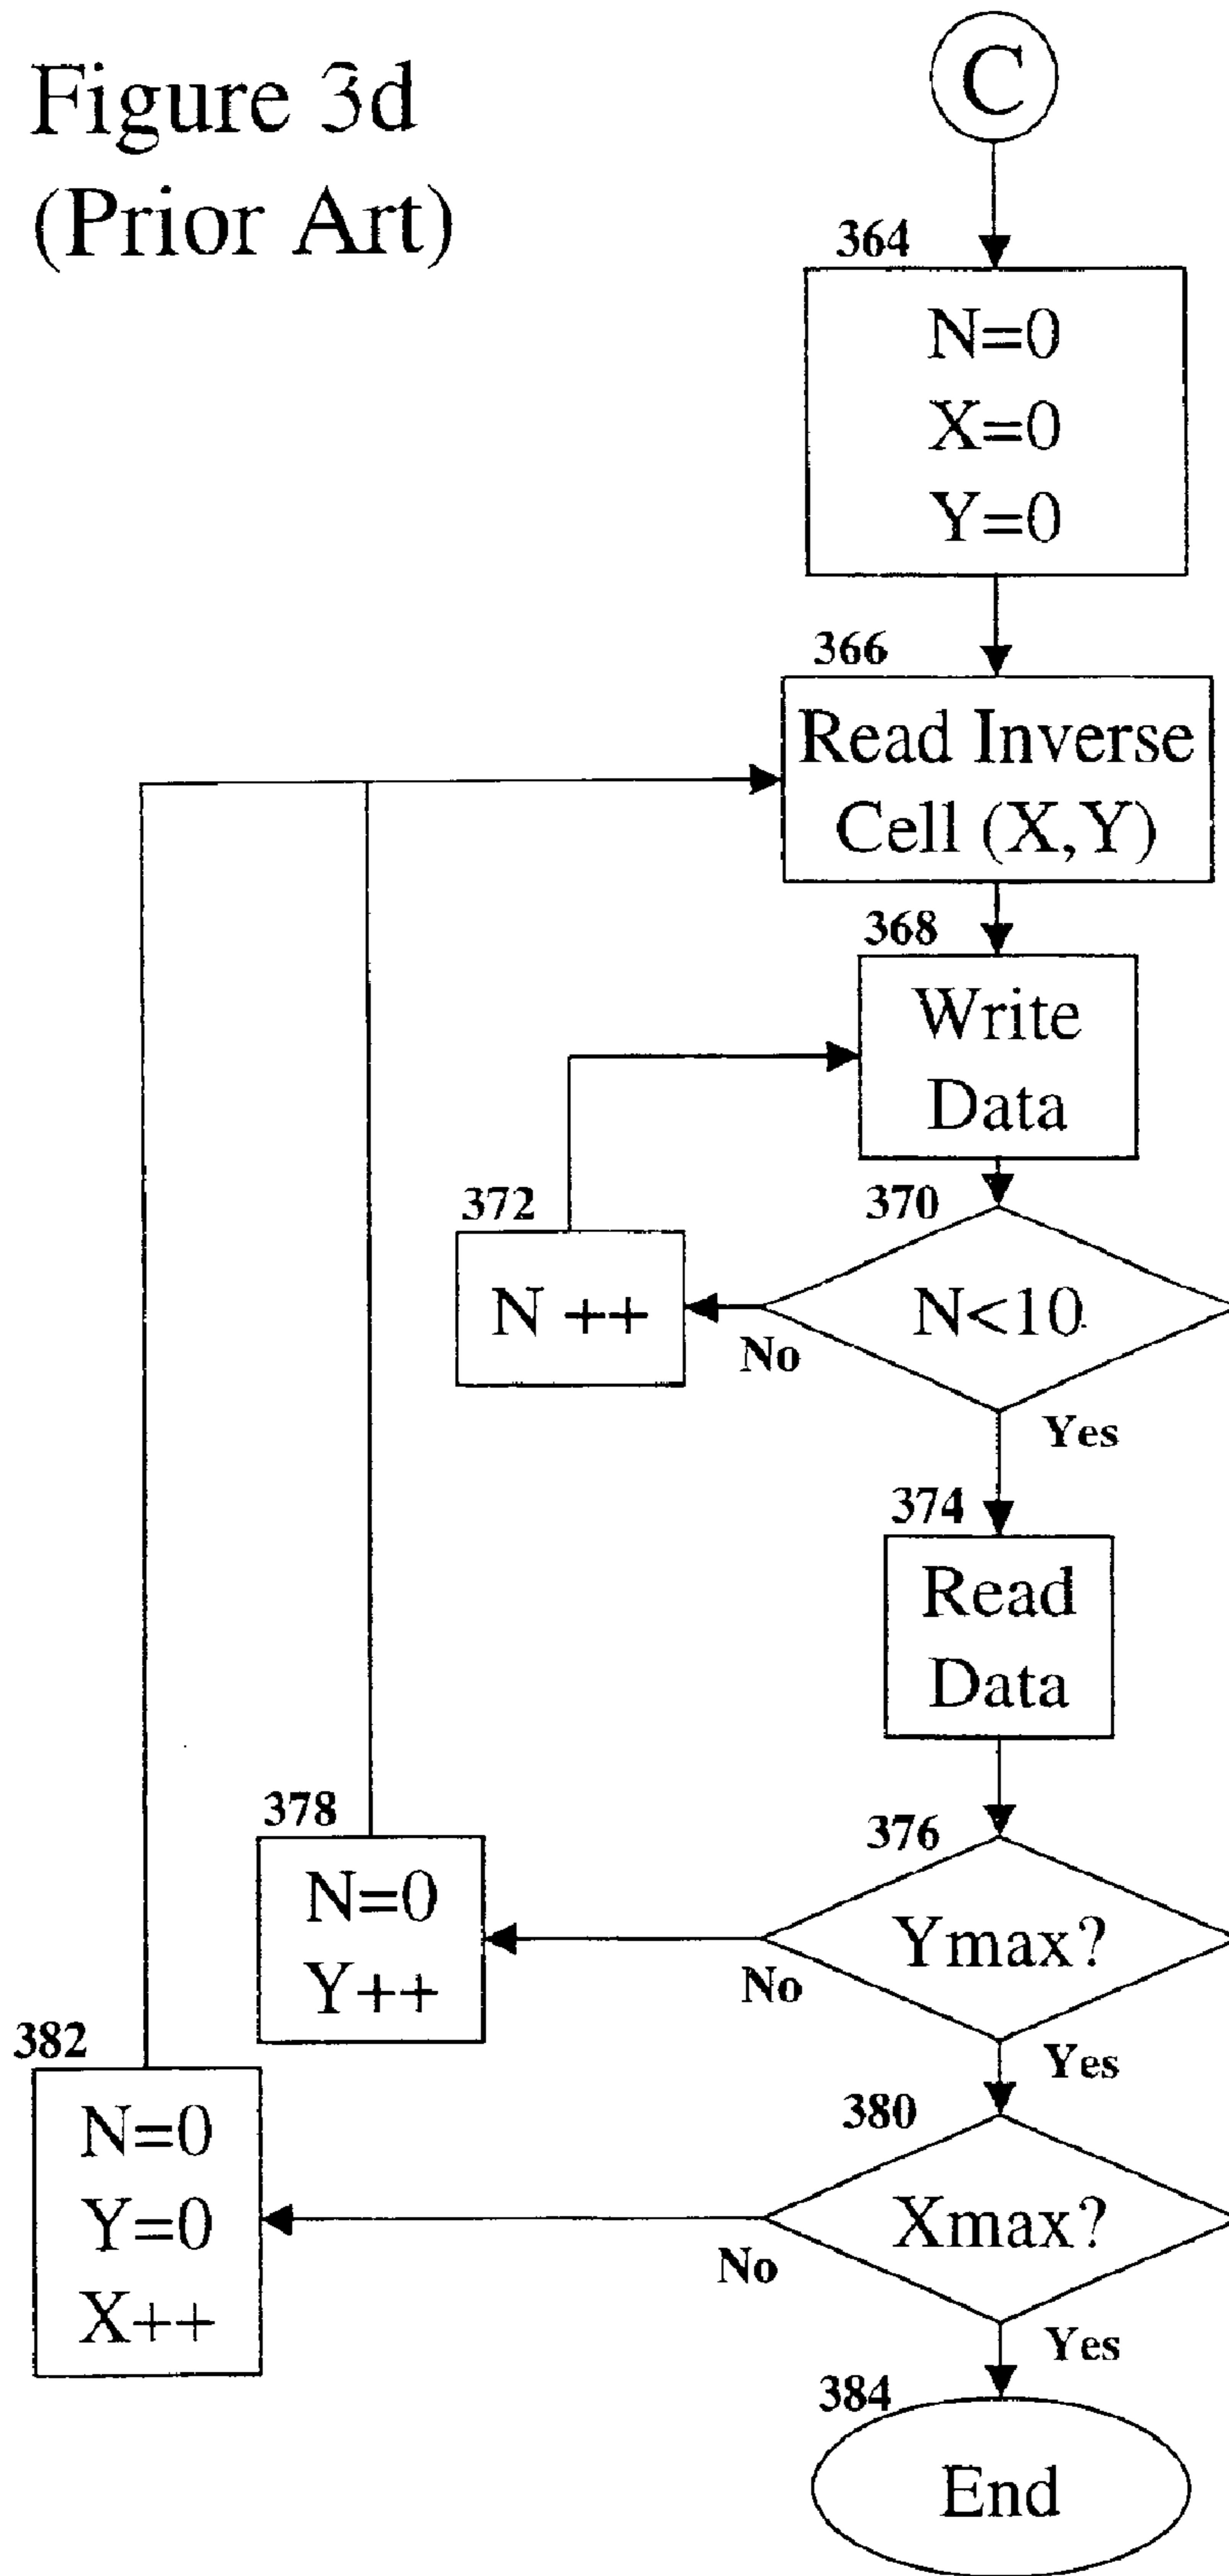 Figure 3d
(Prior Art)
C
364
N=0
X=0
Y=0
366
Read Inverse
Cell (X,Y)
368
Write
Data
372
N ++
370
N<10
No
Yes
374
Read
Data
378
N=0
Y++
376
Ymax?
No
Yes
382
N=0
Y=0
X++
380
Xmax?
No
Yes
384
End